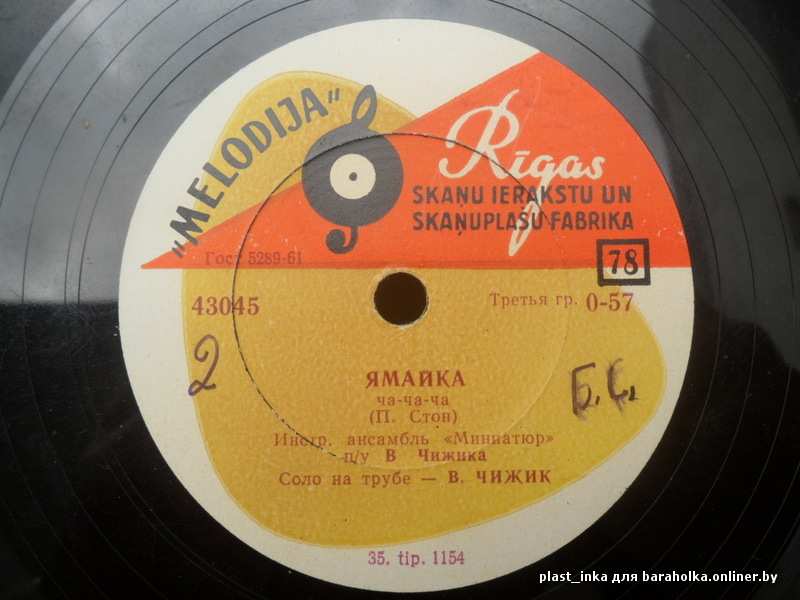 „MELODIJA"
Rīgas
SKAŅU IERAKSTU UN
SKAŅUPLAŠU FABRIKA
Гост 5289-61
78
43045
Третья гр. 0-57
2
ЯМАЙКА
ча-ча-ча
(П. Стон)
Б.С.
Инстр. ансамбль «Миниатюр»
п/у В Чижика
Соло на трубе — В. ЧИЖИК
35. tip. 1154
plast_inka для baraholka.onliner.by